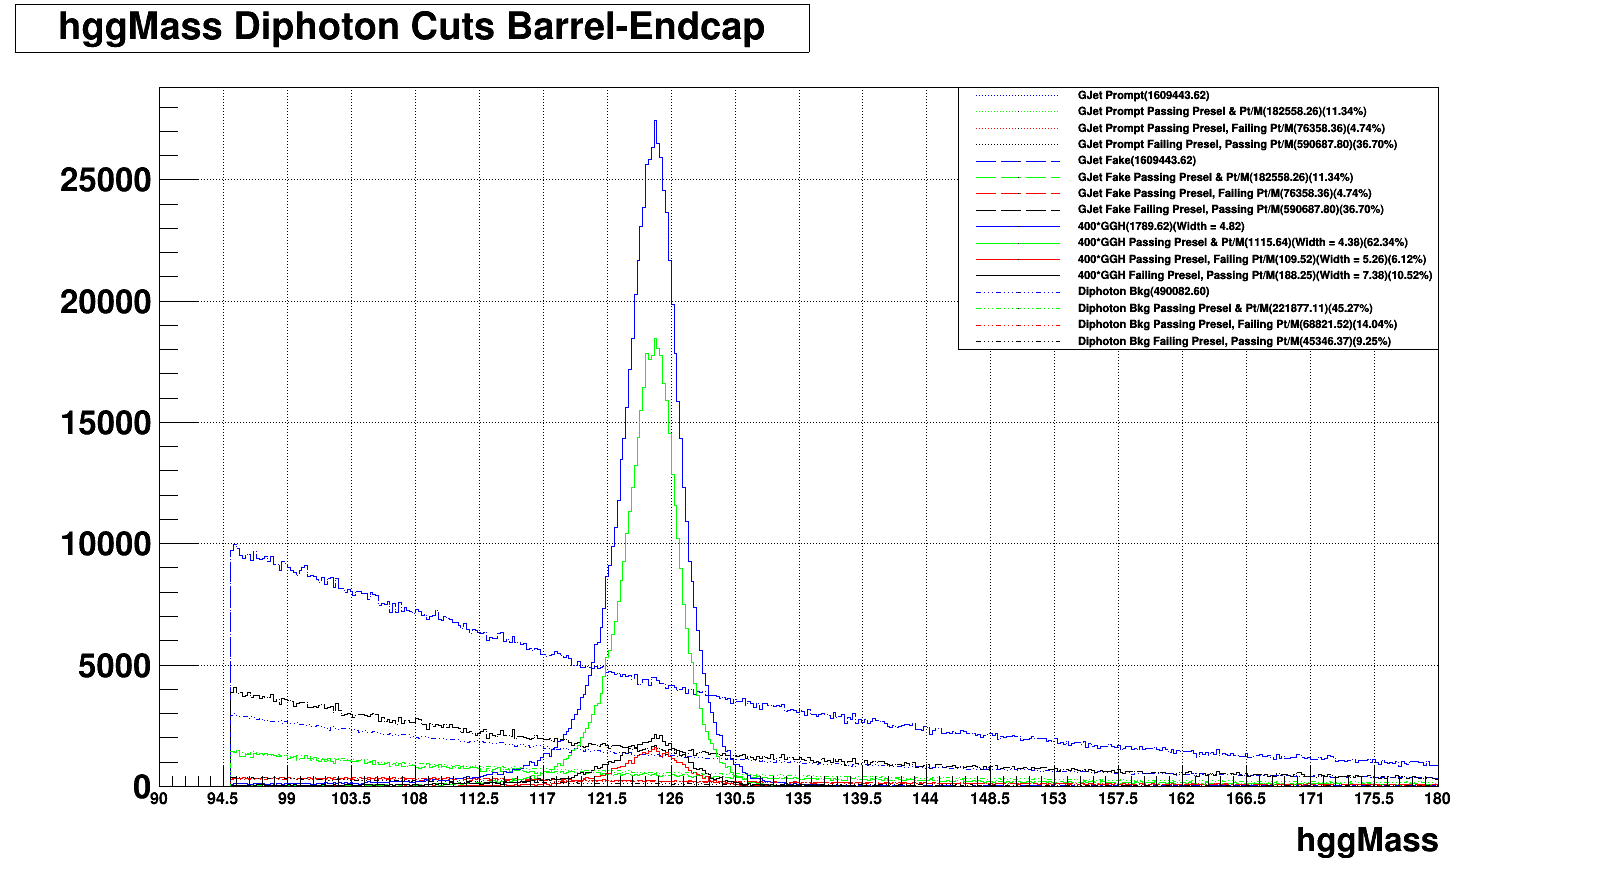 hggMass Diphoton Cuts Barrel-Endcap
GJet Prompt(1609443.62)
GJet Prompt Passing Presel & Pt/M(182558.26)(11.34%)
GJet Prompt Passing Presel, Failing Pt/M(76358.36)(4.74%)
GJet Prompt Failing Presel, Passing Pt/M(590687.80)(36.70%)
GJet Fake(1609443.62)
GJet Fake Passing Presel & Pt/M(182558.26)(11.34%)
GJet Fake Passing Presel, Failing Pt/M(76358.36)(4.74%)
GJet Fake Failing Presel, Passing Pt/M(590687.80)(36.70%)
400*GGH(1789.62)(Width = 4.82)
400*GGH Passing Presel & Pt/M(1115.64)(Width = 4.38)(62.34%)
400*GGH Passing Presel, Failing Pt/M(109.52)(Width = 5.26)(6.12%)
400*GGH Failing Presel, Passing Pt/M(188.25)(Width = 7.38)(10.52%)
Diphoton Bkg(490082.60)
Diphoton Bkg Passing Presel & Pt/M(221877.11)(45.27%)
Diphoton Bkg Passing Presel, Failing Pt/M(68821.52)(14.04%)
Diphoton Bkg Failing Presel, Passing Pt/M(45346.37)(9.25%)
25000
20000
15000
10000
5000
0
90 94.5 99 103.5 108 112.5 117 121.5 126 130.5 135 139.5 144 148.5 153 157.5 162 166.5 171 175.5 180
hggMass